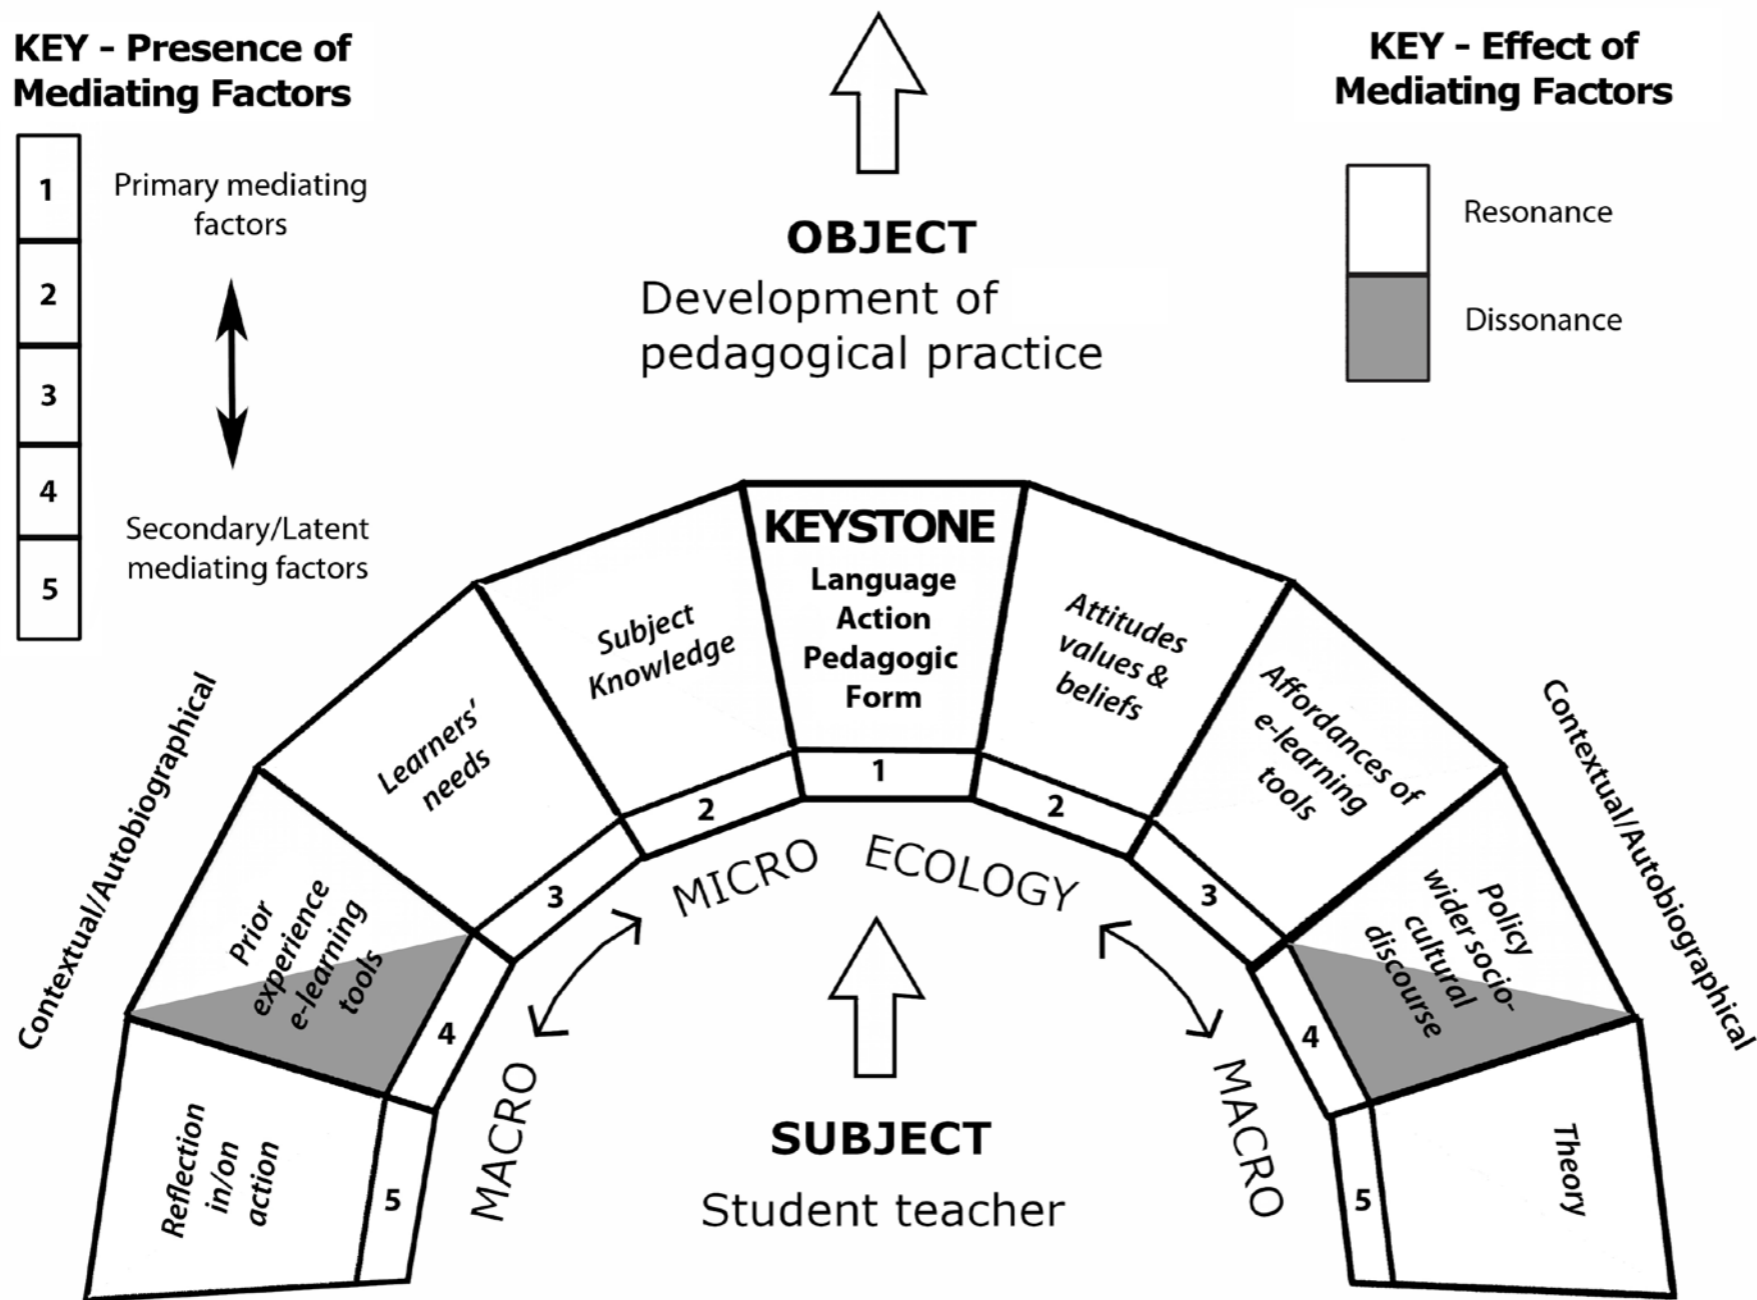 KEY - Presence of
Mediating Factors
1
Primary mediating
factors
2
3
4
Secondary/Latent
mediating factors
5
KEY - Effect of
Mediating Factors
Resonance
Dissonance
OBJECT
Development of
pedagogical practice
KEYSTONE
Language
Action
Pedagogic
Form
1
Subject
Knowledge
2
Attitudes
values &
beliefs
2
Learners'
needs
3
Affordances of
e-learning
tools
3
Contextual/Autobiographical
Prior
experience
e-learning
tools
4
Policy
wider socio-
cultural
discourse
4
Contextual/Autobiographical
Reflection
in/on
action
5
Theory
5
MICRO ECOLOGY
MACRO
MACRO
SUBJECT
Student teacher